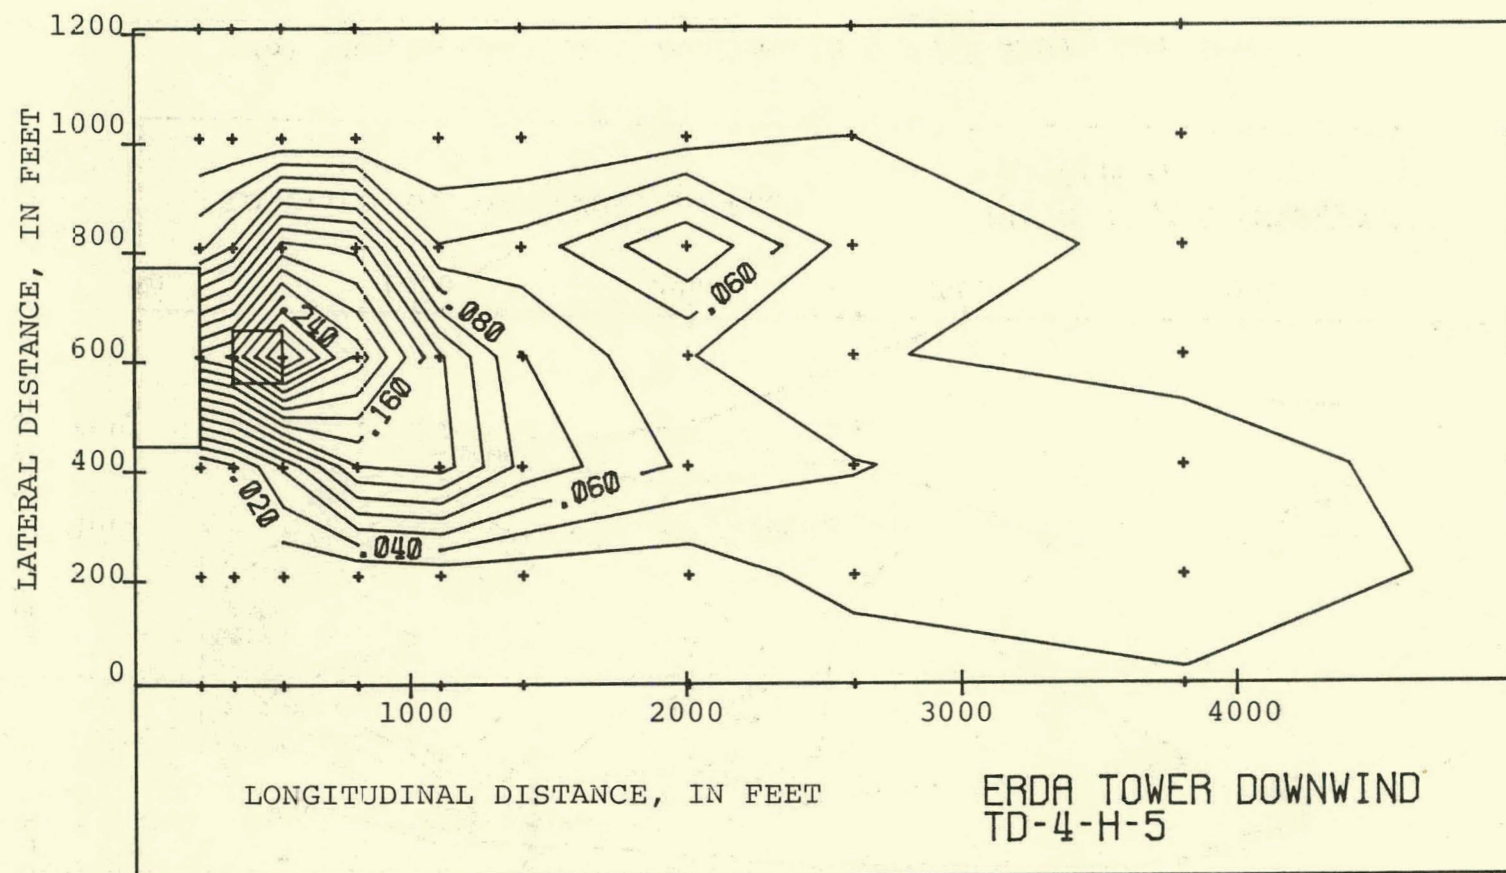 1200
1000
800
600
400
200
0
LATERAL DISTANCE, IN FEET
.240
.080
.060
.160
.020
.060
.040
1000 2000 3000 4000
LONGITUDINAL DISTANCE, IN FEET
ERDA TOWER DOWNWIND
TD-4-H-5